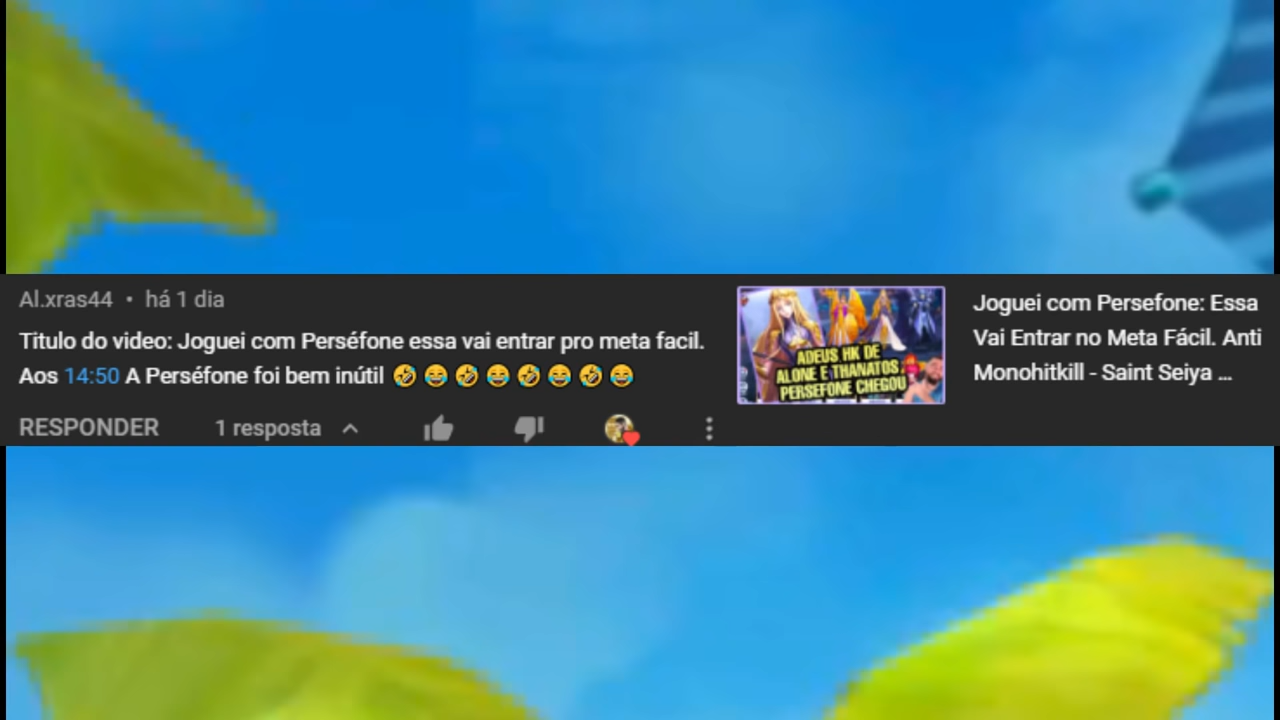 Al.xras44 • há 1 dia
Titulo do video: Joguei com Perséfone essa vai entrar pro meta facil.
Aos 14:50 A Perséfone foi bem inútil 🤣😂🤣😂🤣😂🤣😂
RESPONDER 1 resposta
ADEUS HK DE
ALONE E THANATOS,
PERSEFONE CHEGOU
Joguei com Persefone: Essa
Vai Entrar no Meta Fácil. Anti
Monohitkill - Saint Seiya ...